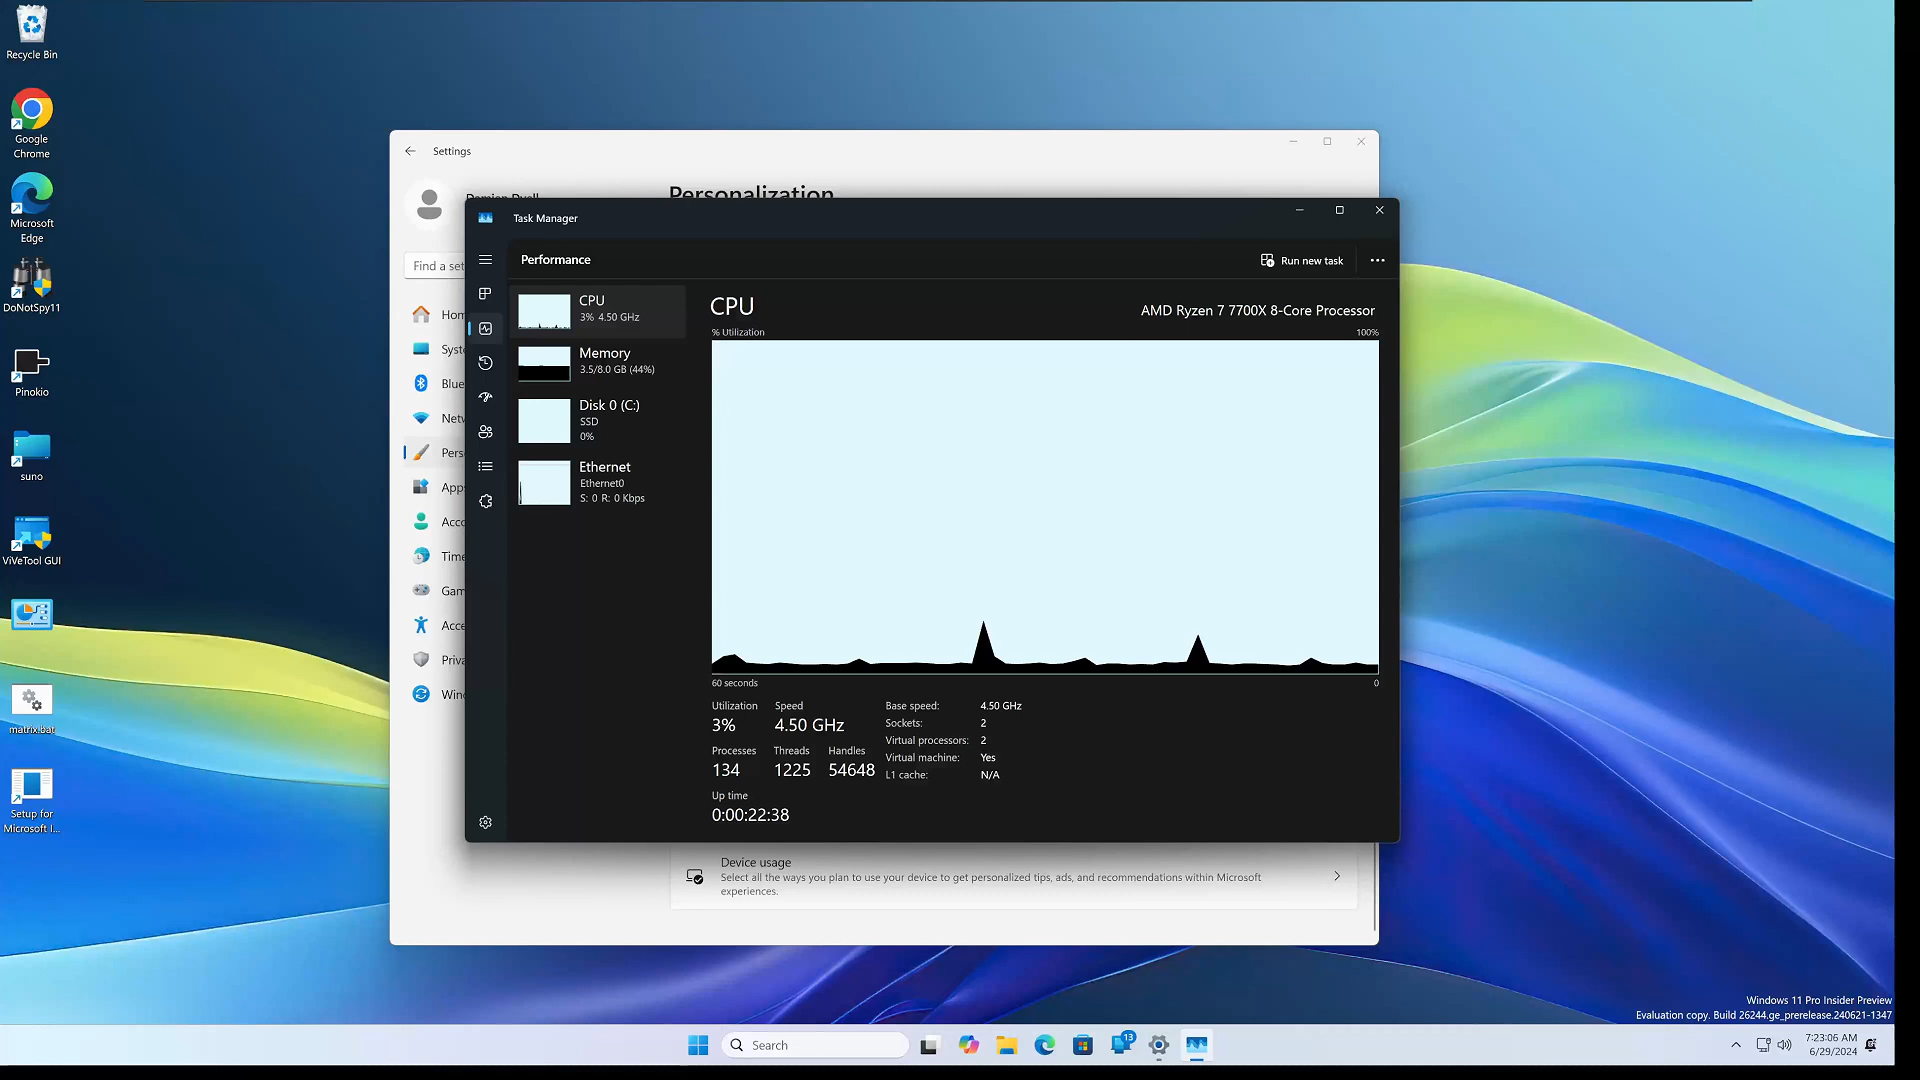 Recycle Bin
Google
Chrome
Microsoft
Edge
DoNotSpy11
Pinokio
suno
ViVeTool GUI
matrix.bat
Setup for
Microsoft I...
Settings
Personalization
Find a set
Hom
Syst
Blue
Netv
Pers
Apps
Acco
Time
Gam
Acce
Priva
Wind
Task Manager
Performance
Run new task
CPU
3% 4.50 GHz
Memory
3.5/8.0 GB (44%)
Disk 0 (C:)
SSD
0%
Ethernet
Ethernet0
S: 0 R: 0 Kbps
CPU
AMD Ryzen 7 7700X 8-Core Processor
% Utilization
100%
60 seconds
0
Utilization
3%
Speed
4.50 GHz
Processes
134
Threads
1225
Handles
54648
Up time
0:00:22:38
Base speed: 4.50 GHz
Sockets: 2
Virtual processors: 2
Virtual machine: Yes
L1 cache: N/A
Device usage
Select all the ways you plan to use your device to get personalized tips, ads, and recommendations within Microsoft
experiences.
Windows 11 Pro Insider Preview
Evaluation copy. Build 26244.ge_prerelease.240621-1347
Search
13
7:23:06 AM
6/29/2024